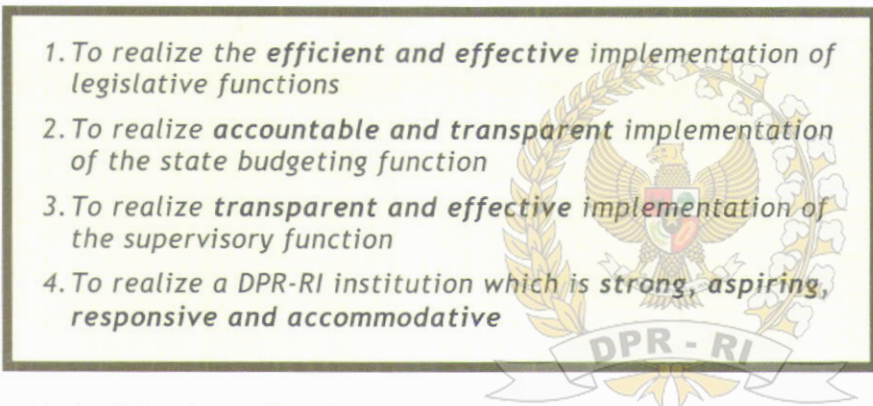 1. To realize the efficient and effective implementation of
legislative functions
2. To realize accountable and transparent implementation
of the state budgeting function
3. To realize transparent and effective implementation of
the supervisory function
4. To realize a DPR-RI institution which is strong, aspiring,
responsive and accommodative
DPR - RI